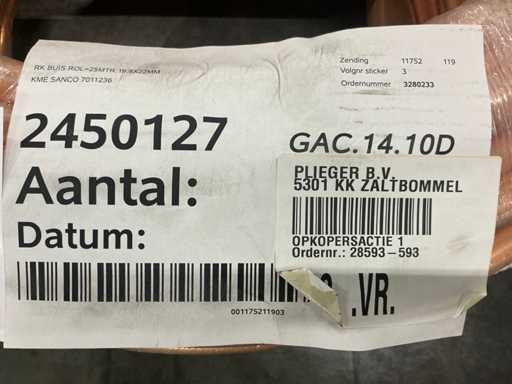 RK BUIS ROL=25MTR. 19.8X22MM
KME SANCO 7011236
Zending 11752 119
Volgnr sticker 3
Ordernummer 3280233
2450127
GAC.14.10D
Aantal:
Datum:
PLIEGER B.V.
5301 KK ZALTBOMMEL
OPKOPERSACTIE 1
Ordernr.: 28593-593
.VR.
001175211903